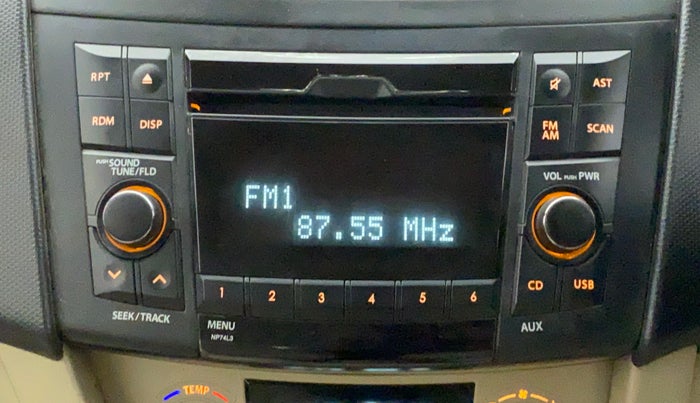 RPT
AST
RDM
DISP
FM
AM
SCAN
PUSH SOUND
TUNE/FLD
VOL PUSH PWR
FM1
87.55 MHz
1 2 3 4 5 6
CD
USB
SEEK/TRACK
MENU
NP74L3
AUX
TEMP